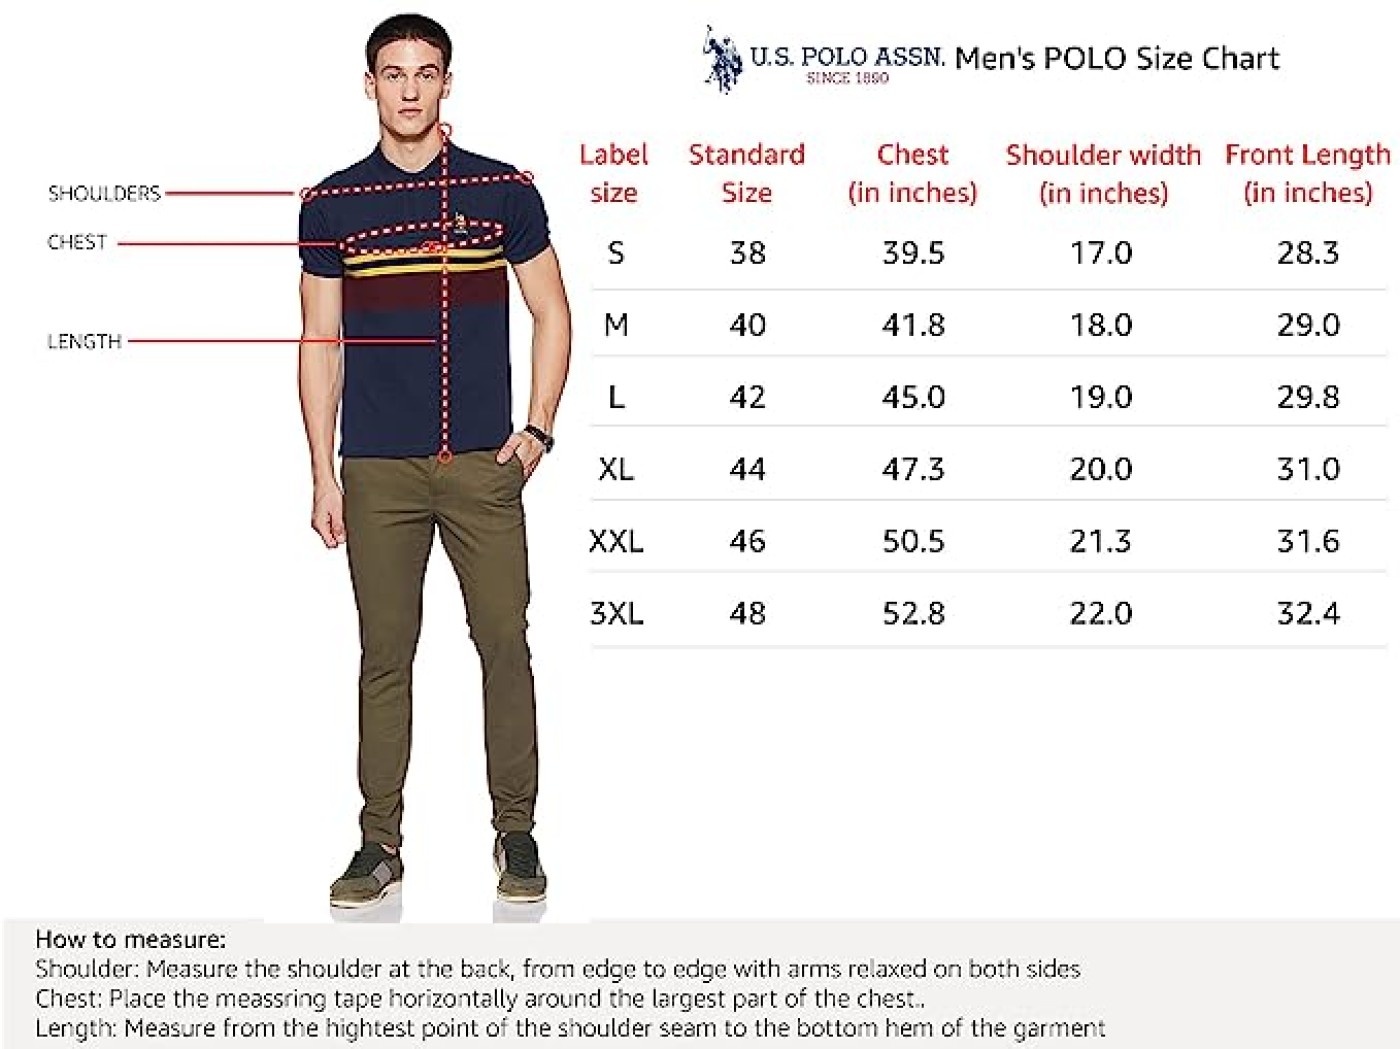 U.S. POLO ASSN. Men's POLO Size Chart
SINCE 1890
Label size Standard Size Chest (in inches) Shoulder width (in inches) Front Length (in inches)
S 38 39.5 17.0 28.3
M 40 41.8 18.0 29.0
L 42 45.0 19.0 29.8
XL 44 47.3 20.0 31.0
XXL 46 50.5 21.3 31.6
3XL 48 52.8 22.0 32.4
SHOULDERS
CHEST
LENGTH
How to measure:
Shoulder: Measure the shoulder at the back, from edge to edge with arms relaxed on both sides
Chest: Place the meassring tape horizontally around the largest part of the chest..
Length: Measure from the hightest point of the shoulder seam to the bottom hem of the garment